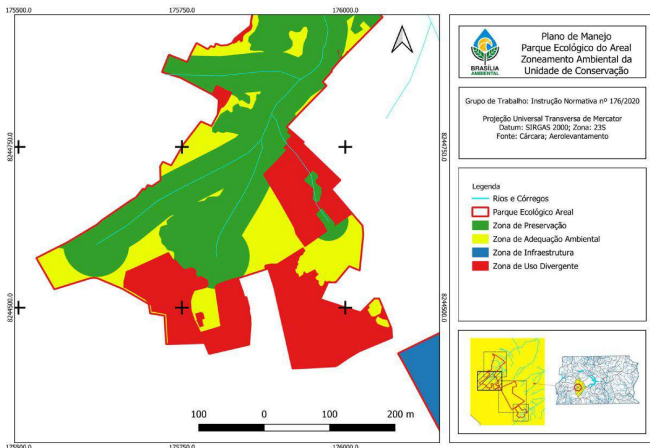 175500.0
175750.0
176000.0
8244750.0
8244750.0
8244500.0
8244500.0
100 0 100 200 m
175500.0
175750.0
176000.0
BRASÍLIA
AMBIENTAL
Plano de Manejo
Parque Ecológico do Areal
Zoneamento Ambiental da
Unidade de Conservação
Grupo de Trabalho: Instrução Normativa nº 176/2020
Projeção Universal Transversa de Mercator
Datum: SIRGAS 2000; Zona: 23S
Fonte: Cárcara; Aerolevantamento
Legenda
Rios e Córregos
Parque Ecológico Areal
Zona de Preservação
Zona de Adequação Ambiental
Zona de Infraestrutura
Zona de Uso Divergente